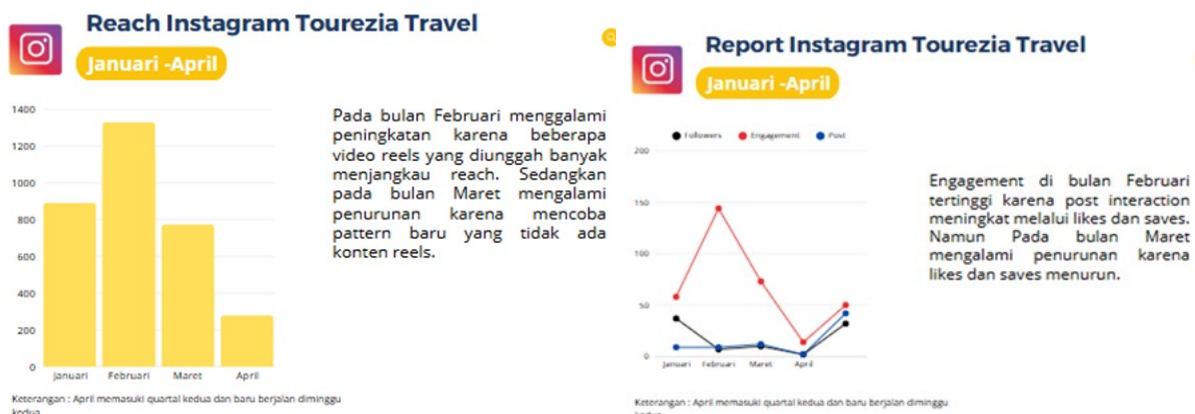 Reach Instagram Tourezia Travel
Januari -April
1400
1200
1000
800
600
400
200
0
Januari Februari Maret April
Pada bulan Februari menggalami
peningkatan karena beberapa
video reels yang diunggah banyak
menjangkau reach. Sedangkan
pada bulan Maret mengalami
penurunan karena mencoba
pattern baru yang tidak ada
konten reels.
Keterangan : April memasuki quartal kedua dan baru berjalan diminggu
kedua
Report Instagram Tourezia Travel
Januari -April
Followers Engagement Post
200
150
100
50
0
Januari Februari Maret April
Engagement di bulan Februari
tertinggi karena post interaction
meningkat melalui likes dan saves.
Namun Pada bulan Maret
mengalami penurunan karena
likes dan saves menurun.
Keterangan : April memasuki quartal kedua dan baru berjalan diminggu
kedua